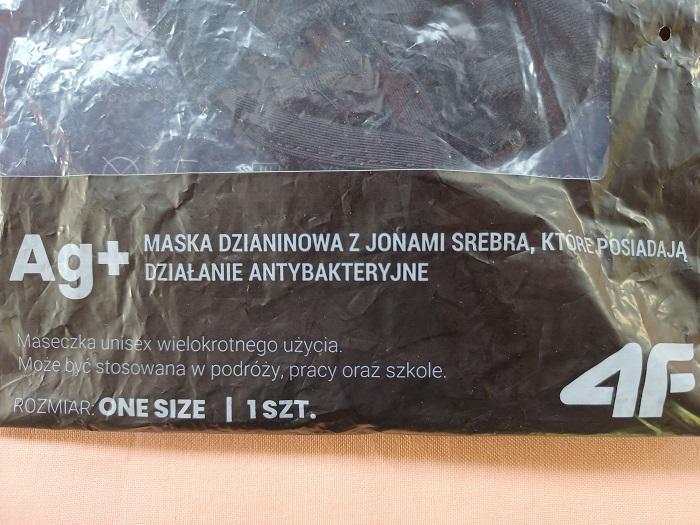 Ag+
MASKA DZIANINOWA Z JONAMI SREBRA, KTÓRE POSIADAJĄ
DZIAŁANIE ANTYBAKTERYJNE
Maseczka unisex wielokrotnego użycia.
Może być stosowana w podróży, pracy oraz szkole.
ROZMIAR: ONE SIZE | 1 SZT.
4F